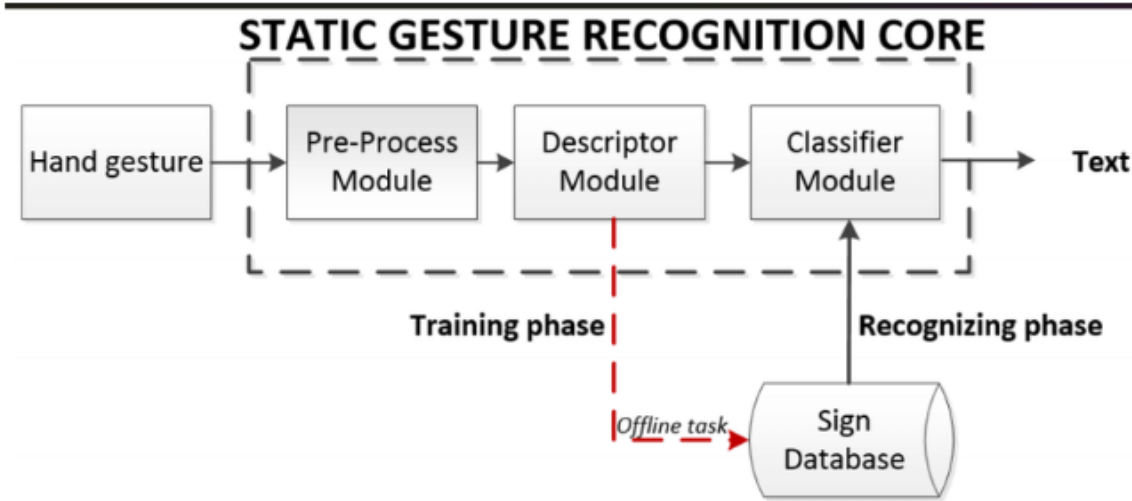 STATIC GESTURE RECOGNITION CORE
Hand gesture
Pre-Process
Module
Descriptor
Module
Classifier
Module
Text
Training phase
Recognizing phase
Offline task
Sign
Database